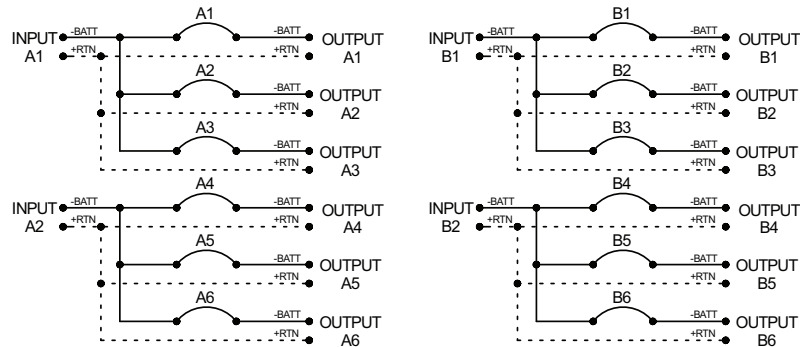 A1
INPUT -BATT -BATT OUTPUT
A1 +RTN +RTN A1
A2
-BATT OUTPUT
+RTN A2
A3
-BATT OUTPUT
+RTN A3
A4
INPUT -BATT -BATT OUTPUT
A2 +RTN +RTN A4
A5
-BATT OUTPUT
+RTN A5
A6
-BATT OUTPUT
+RTN A6
B1
INPUT -BATT -BATT OUTPUT
B1 +RTN +RTN B1
B2
-BATT OUTPUT
+RTN B2
B3
-BATT OUTPUT
+RTN B3
B4
INPUT -BATT -BATT OUTPUT
B2 +RTN +RTN B4
B5
-BATT OUTPUT
+RTN B5
B6
-BATT OUTPUT
+RTN B6